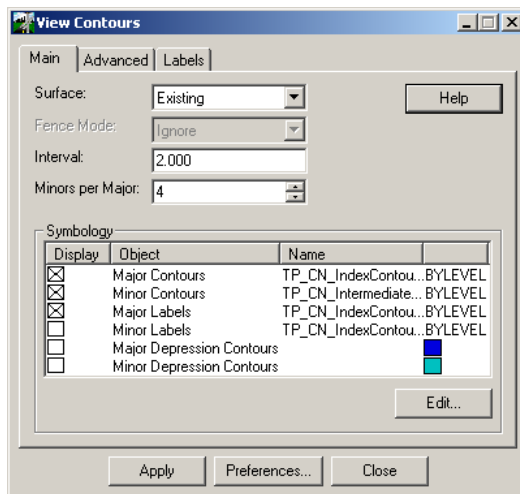 View Contours
Main Advanced Labels
Surface: Existing Help
Fence Mode: Ignore
Interval: 2.000
Minors per Major: 4
Symbology
Display Object Name
Major Contours TP_CN_IndexContou... BYLEVEL
Minor Contours TP_CN_Intermediate... BYLEVEL
Major Labels TP_CN_IndexContou... BYLEVEL
Minor Labels TP_CN_IndexContou... BYLEVEL
Major Depression Contours
Minor Depression Contours
Edit...
Apply Preferences... Close